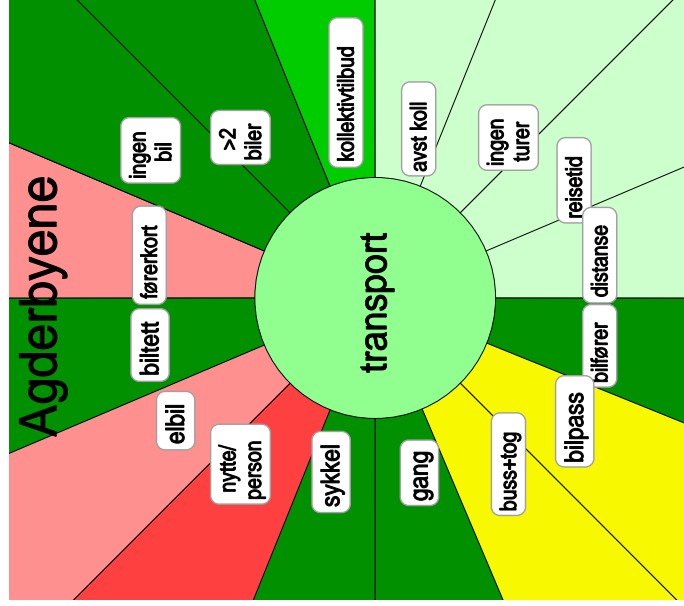 Agderbyene
biltett
førerkort
ingen
bil
elbil
nytte/
person
>2
biler
sykkel
kollektivtilbud
transport
gang
avst koll
buss+tog
ingen
turer
bilpass
reisetid
bilfører
distanse